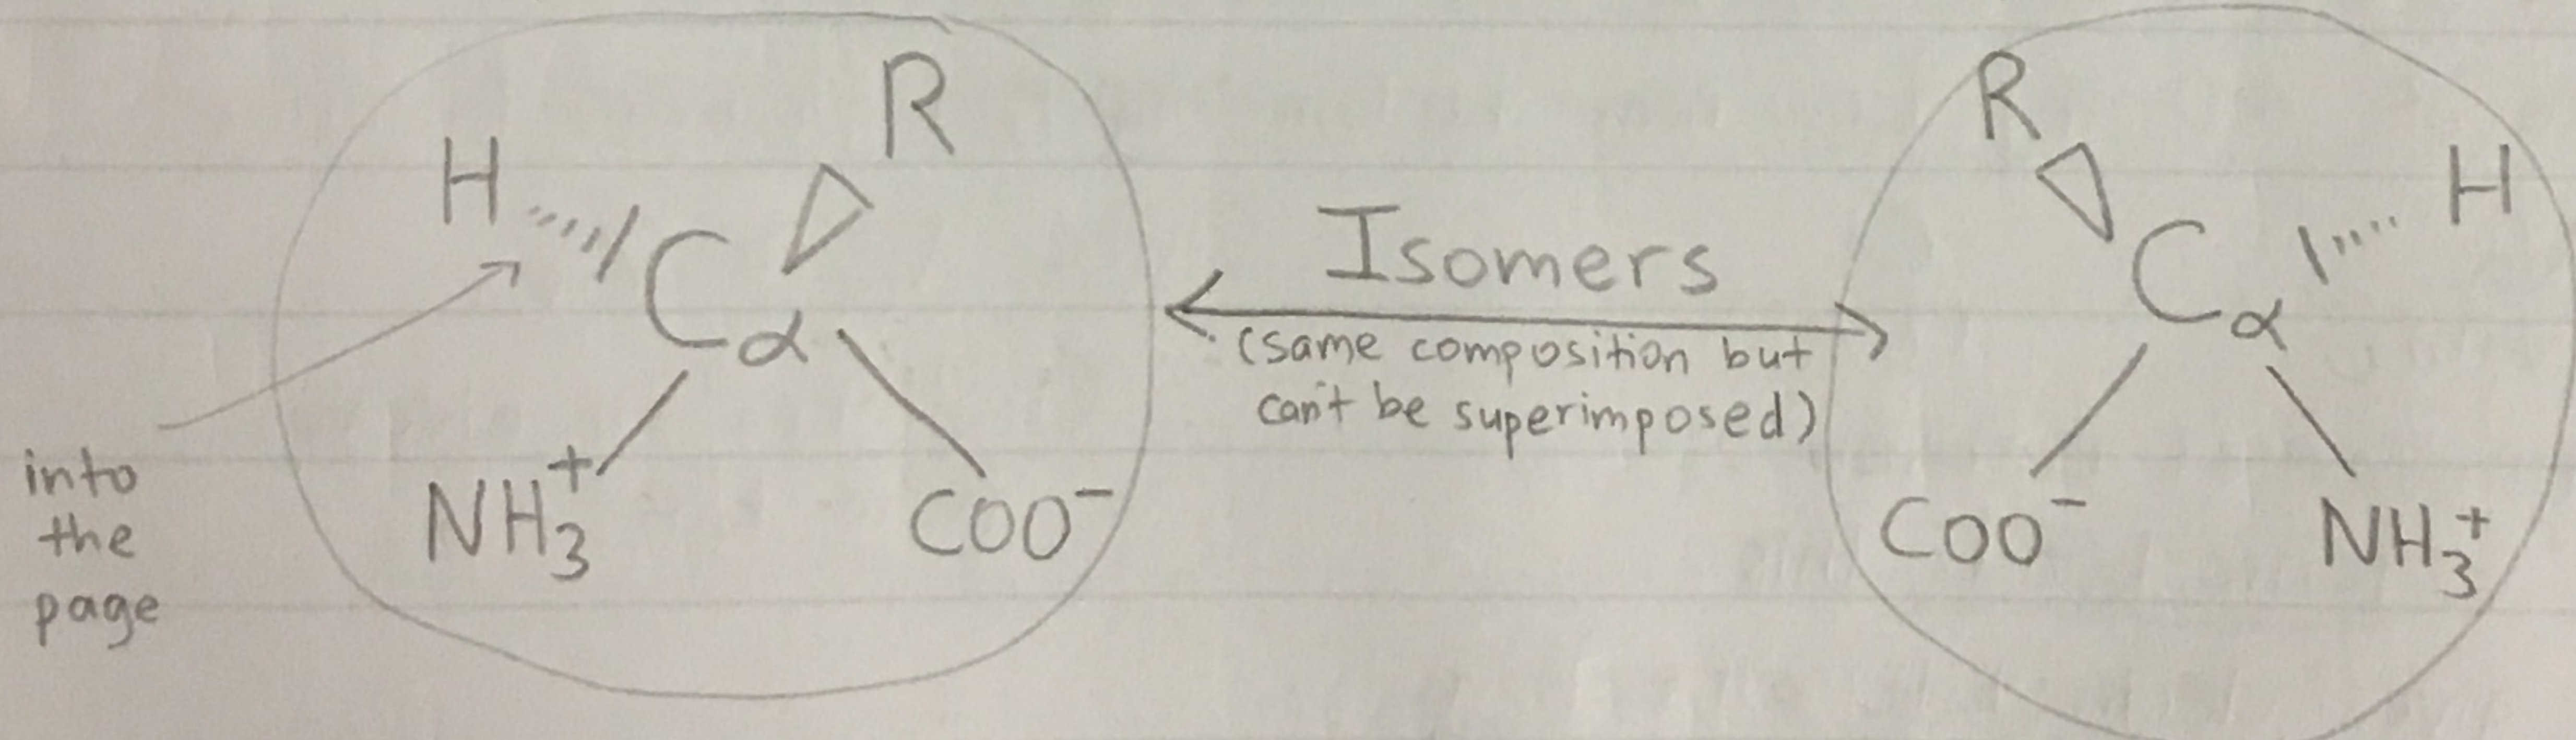 R
H
Cα
NH₃⁺
COO⁻
into
the
page
Isomers
(same composition but
can't be superimposed)
R
H
Cα
COO⁻
NH₃⁺